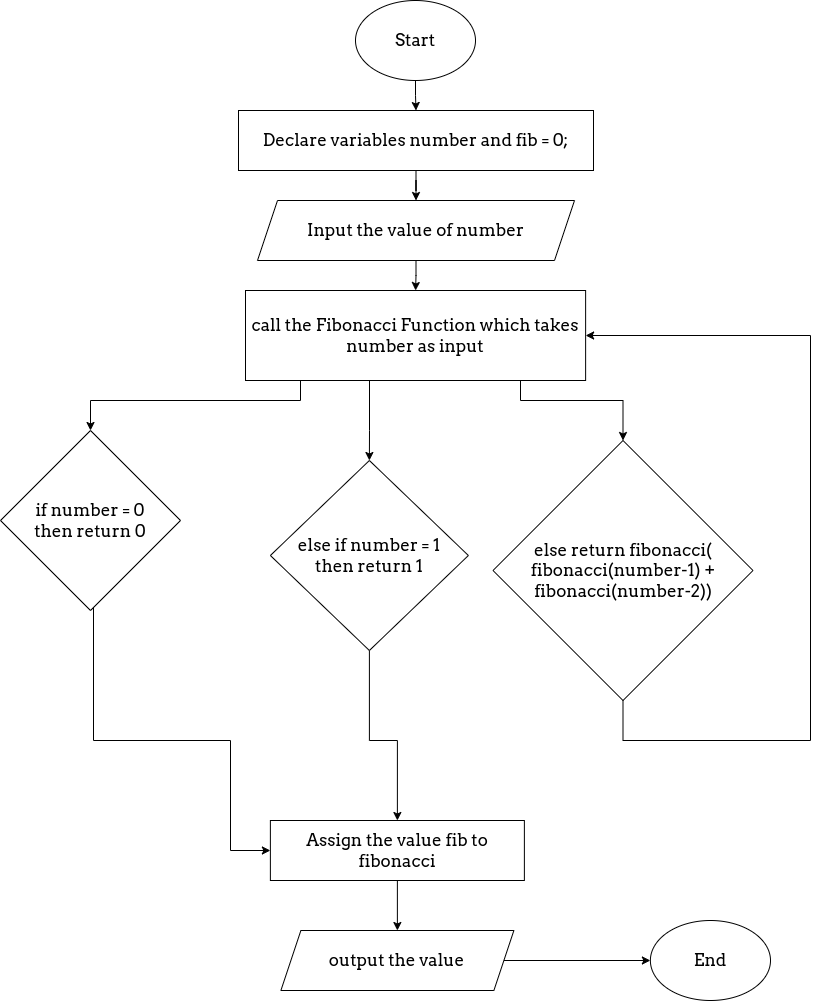 Start
Declare variables number and fib = 0;
Input the value of number
call the Fibonacci Function which takes
number as input
if number = 0
then return 0
else if number = 1
then return 1
else return fibonacci(
fibonacci(number-1) +
fibonacci(number-2))
Assign the value fib to
fibonacci
output the value
End